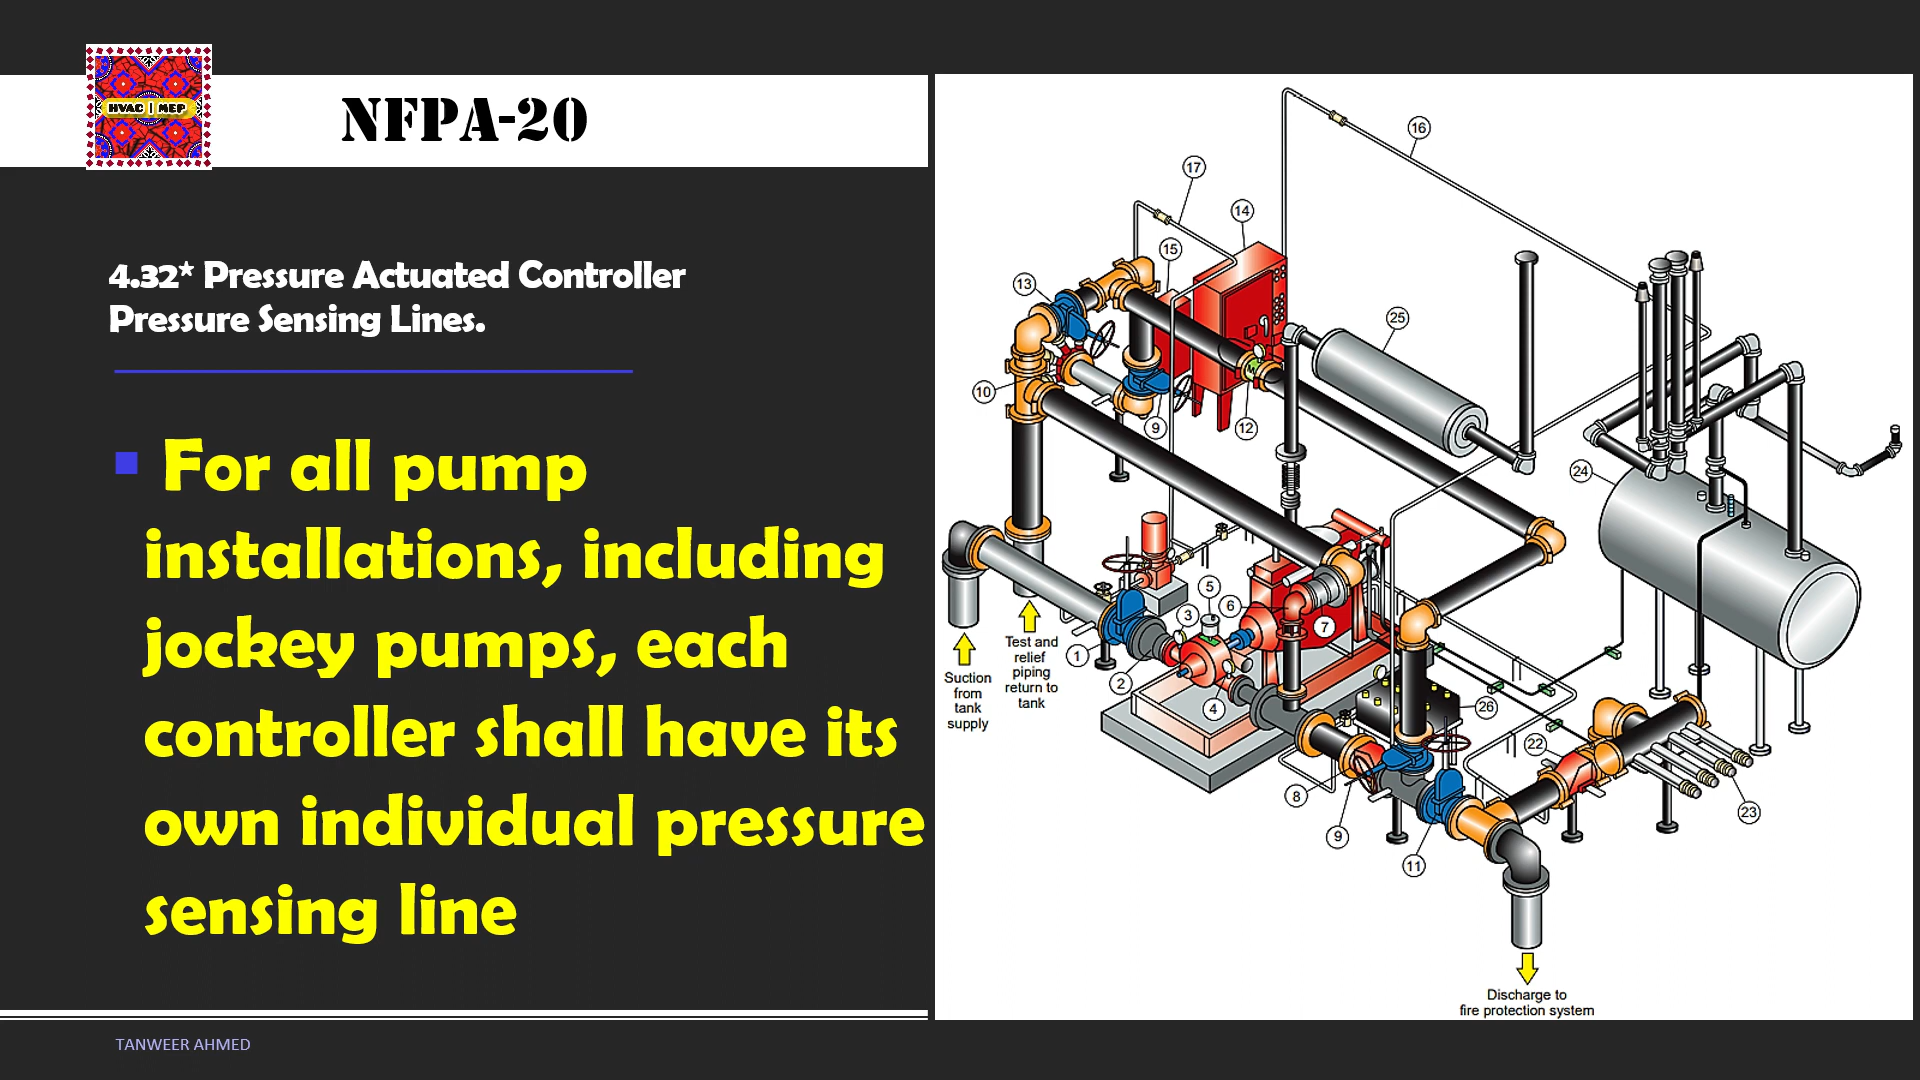 HVAC | MEP
NFPA-20
4.32* Pressure Actuated Controller
Pressure Sensing Lines.
For all pump
installations, including
jockey pumps, each
controller shall have its
own individual pressure
sensing line
TANWEER AHMED
16
17
14
15
13
25
10
9
12
24
5
3
6
7
1
2
4
26
22
8
9
11
23
Suction
from
tank
supply
Test and
relief
piping
return to
tank
Discharge to
fire protection system